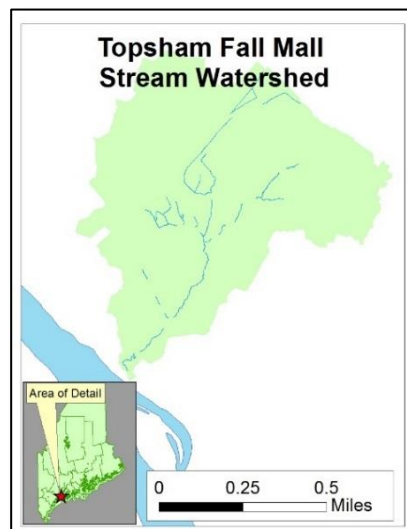 Topsham Fall Mall
Stream Watershed
Area of Detail
0 0.25 0.5
Miles